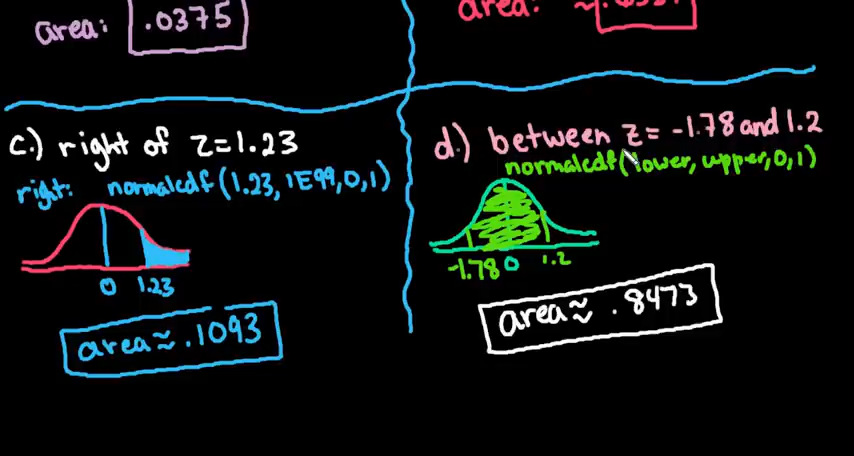 area: .0375
area:
c.) right of z=1.23
right: normalcdf (1.23, 1E99,0,1)
0 1.23
area≈.1093
d.) between z= -1.78 and 1.2
normalcdf(lower, upper,0,1)
-1.78 0 1.2
area≈ .8473